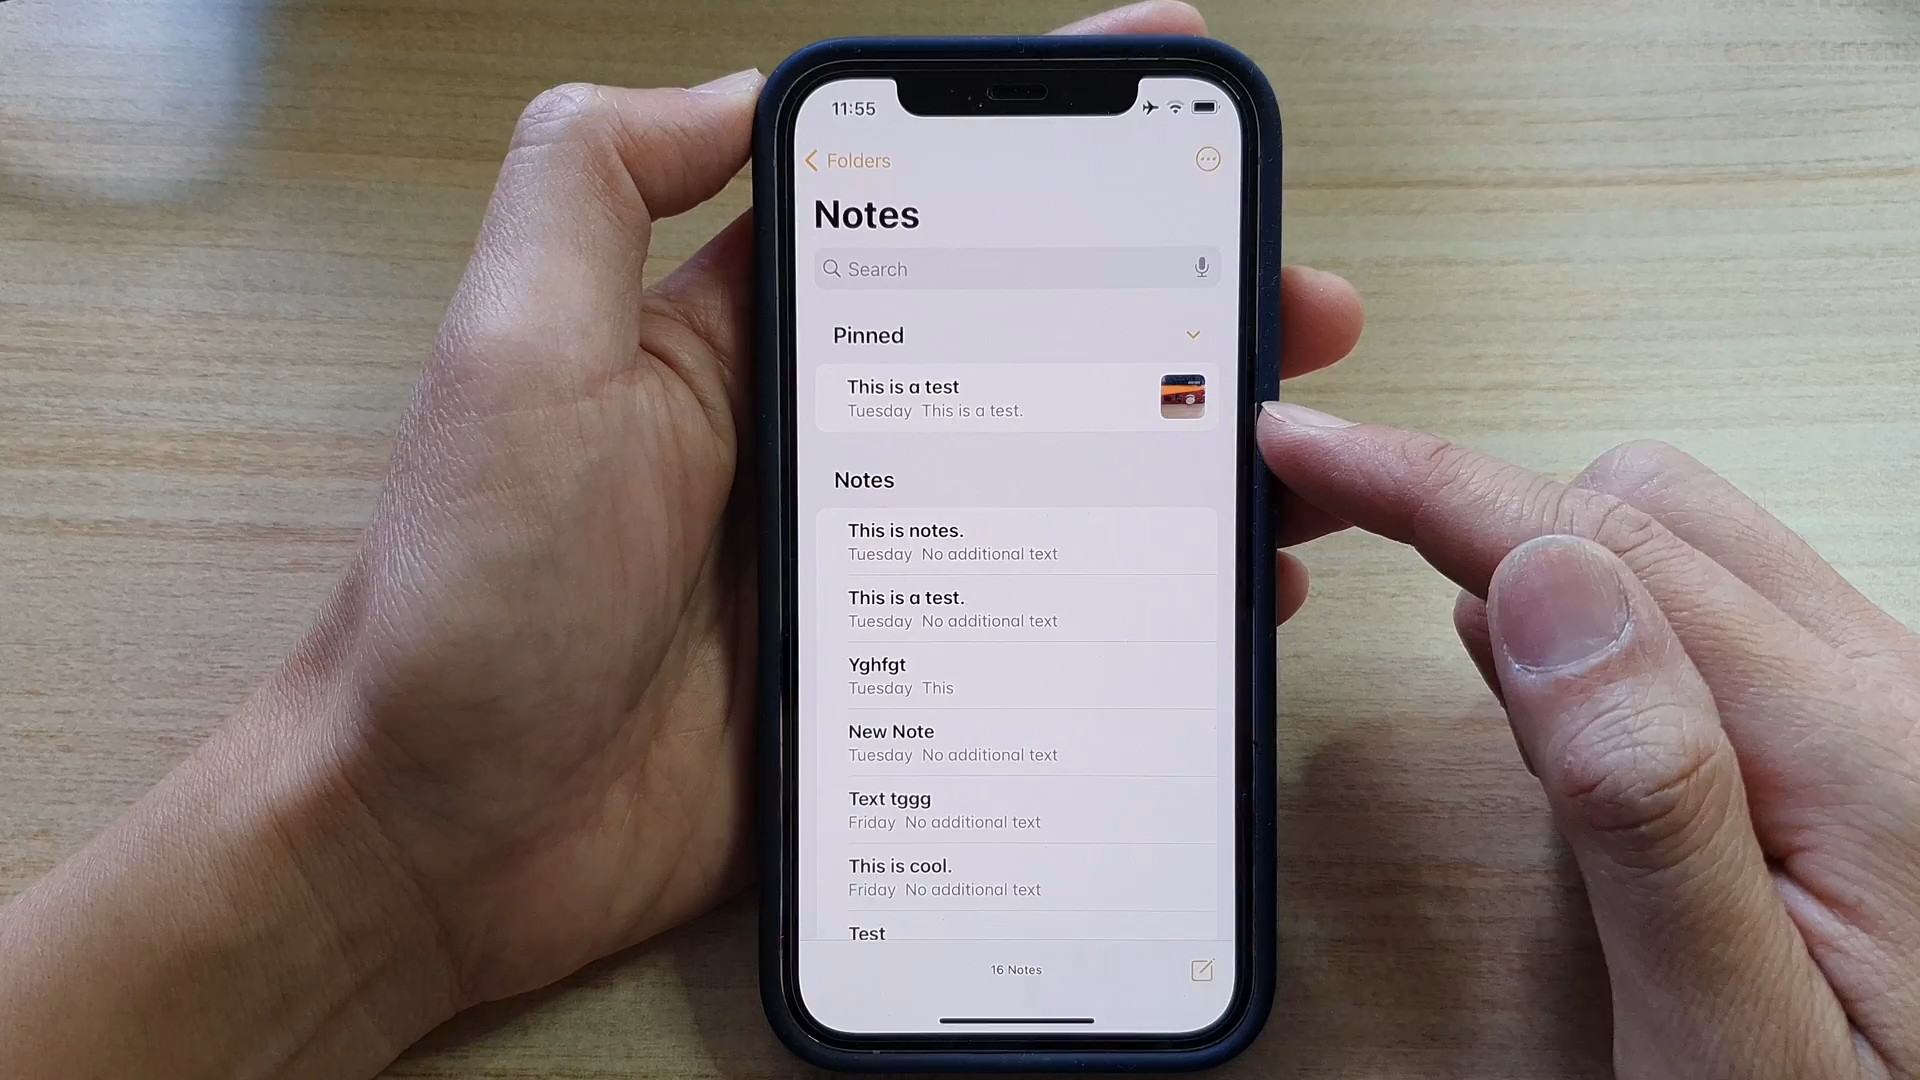 11:55
Folders
Notes
Search
Pinned
This is a test
Tuesday This is a test.
Notes
This is notes.
Tuesday No additional text
This is a test.
Tuesday No additional text
Yghfgt
Tuesday This
New Note
Tuesday No additional text
Text tggg
Friday No additional text
This is cool.
Friday No additional text
Test
16 Notes